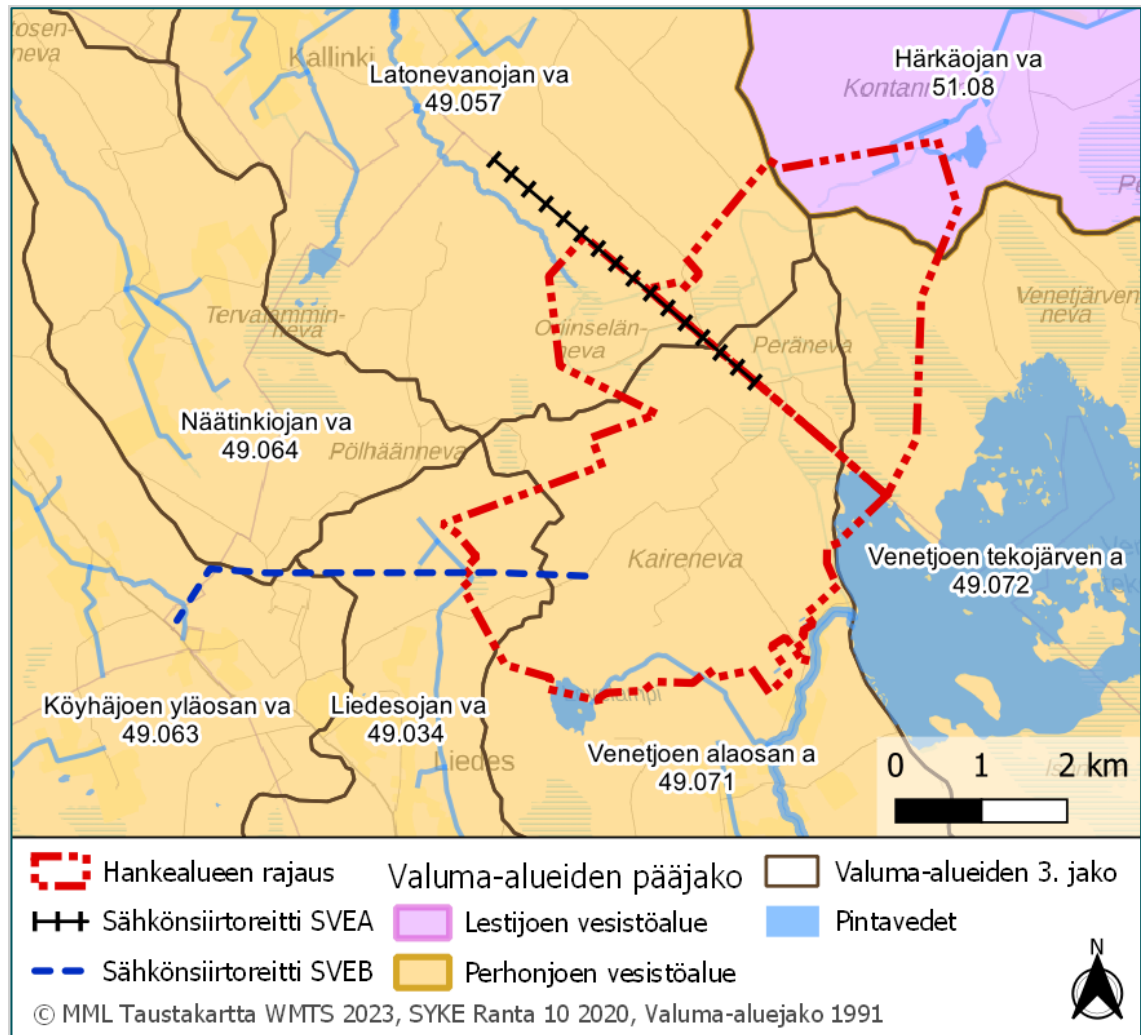 Kallinki
Latonevanojan va
49.057
Härkäojan va
51.08
Tervalammin-
neva
Peräneva
Venetjärven
neva
Näätinkiojan va
49.064
Pölhäänneva
Kaireneva
Venetjoen tekojärven a
49.072
Köyhäjoen yläosan va
49.063
Liedesojan va
49.034
Liedes
Venetjoen alaosan a
49.071
0 1 2 km
Hankealueen rajaus
Sähkönsiirtoreitti SVEA
Sähkönsiirtoreitti SVEB
Valuma-alueiden pääjako
Lestijoen vesistöalue
Perhonjoen vesistöalue
Valuma-alueiden 3. jako
Pintavedet
N
© MML Taustakartta WMTS 2023, SYKE Ranta 10 2020, Valuma-aluejako 1991